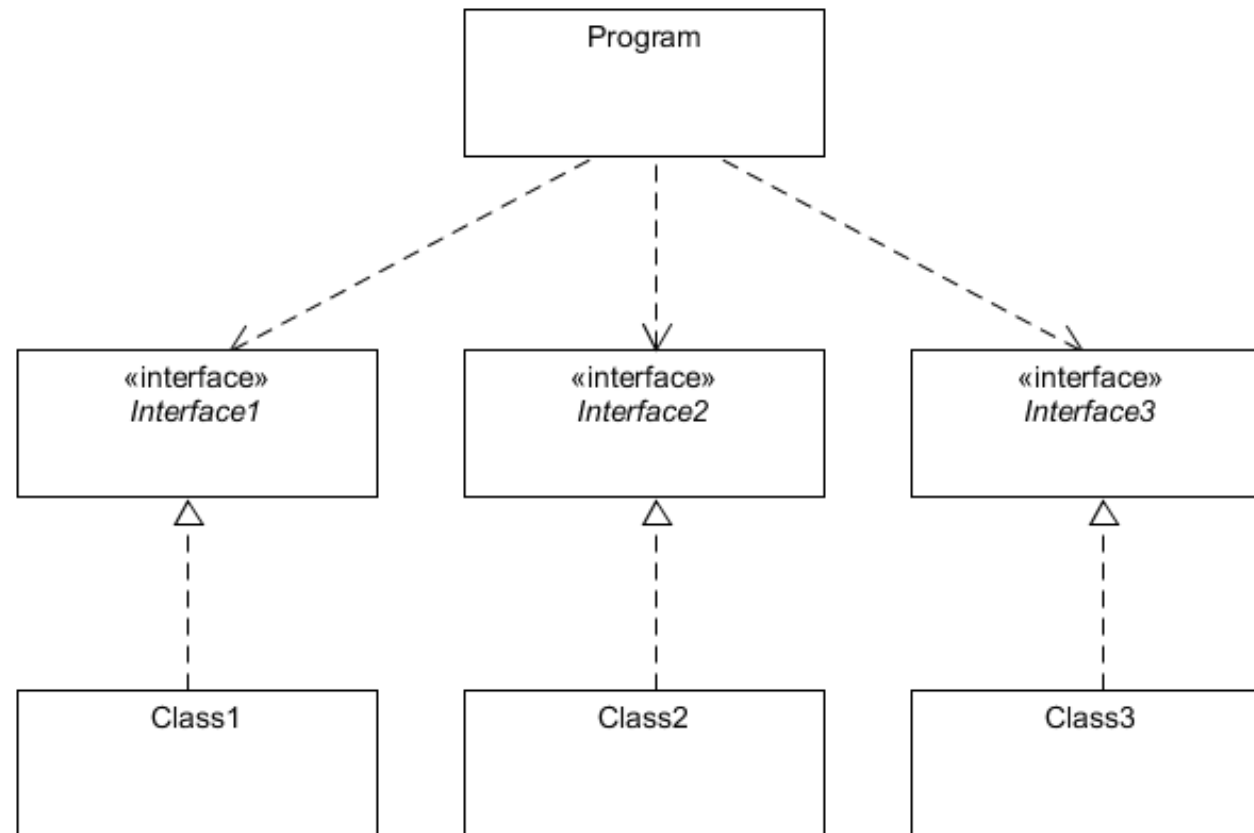 Program
«interface»
Interface1
«interface»
Interface2
«interface»
Interface3
Class1
Class2
Class3